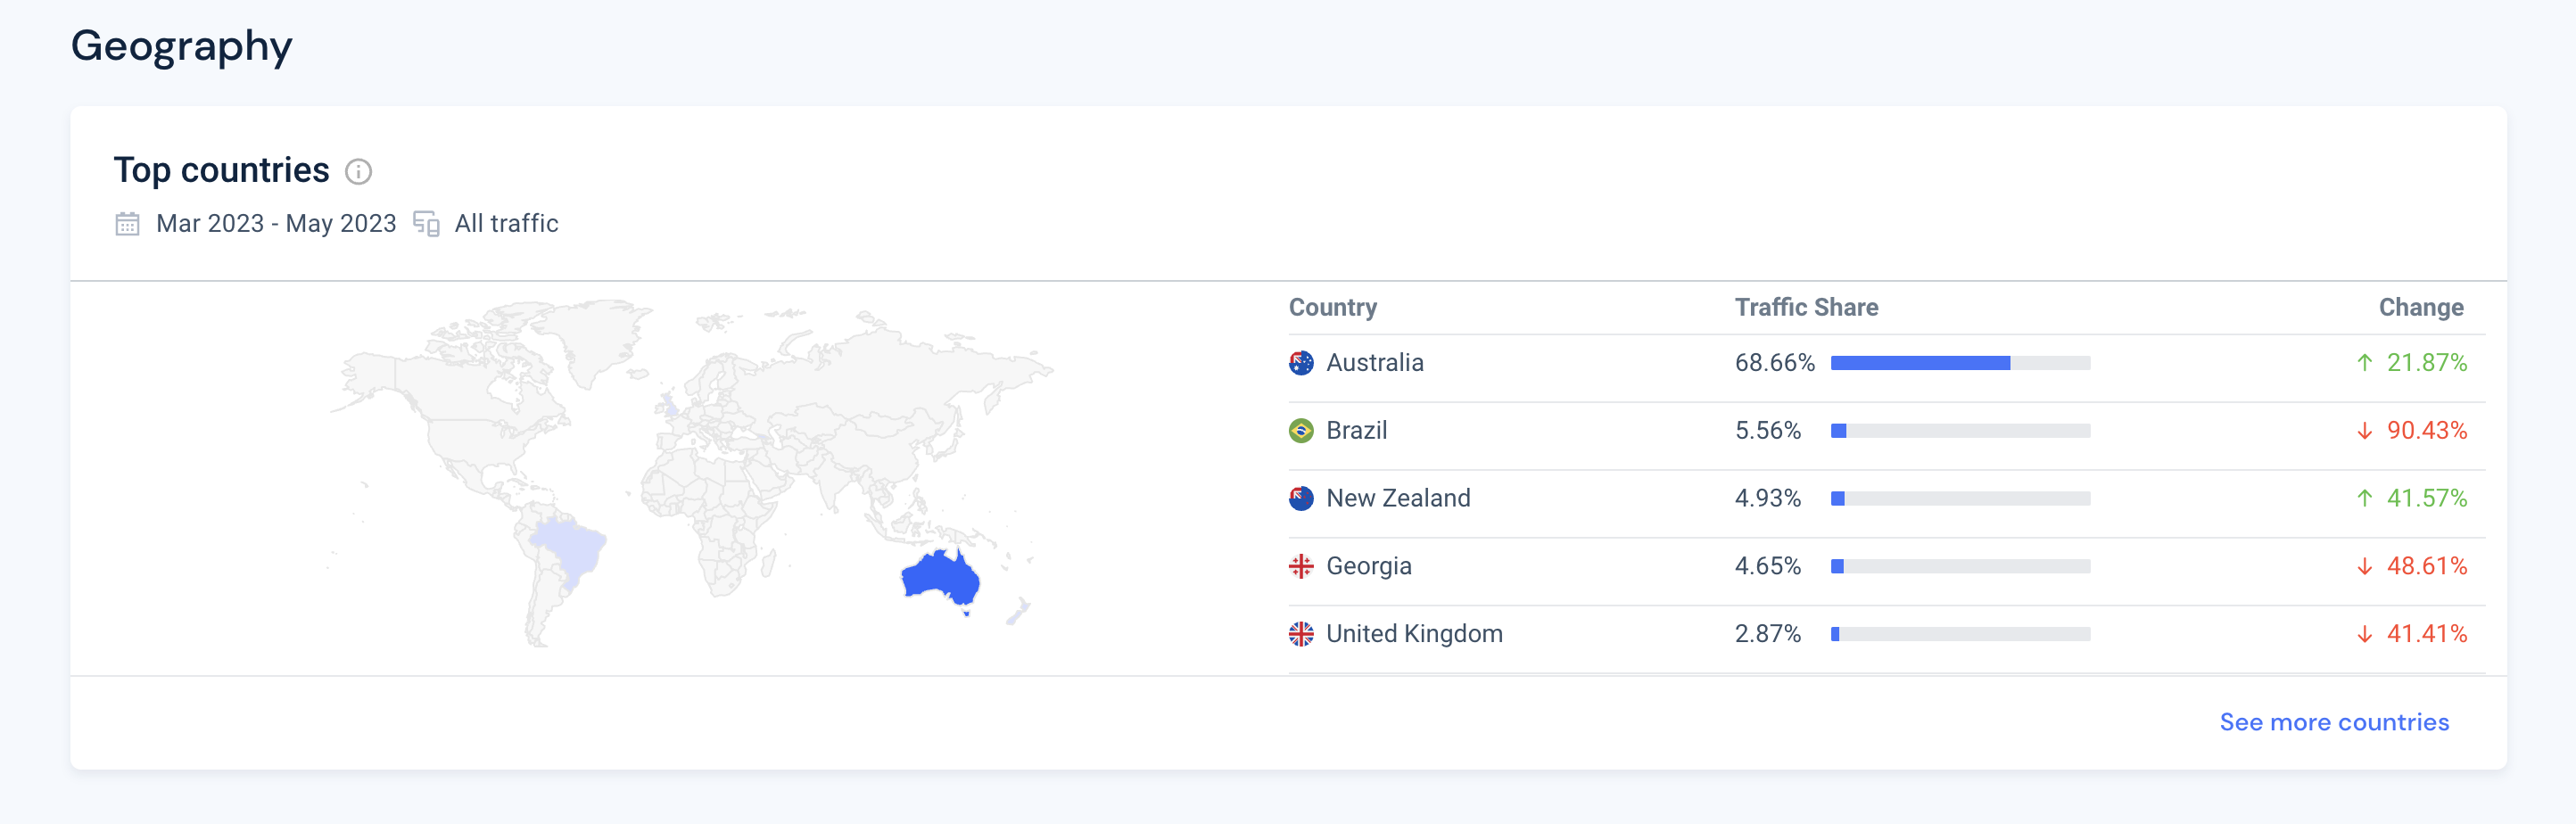 Geography
Top countries
Mar 2023 - May 2023 All traffic
Country Traffic Share Change
Australia 68.66% ↑ 21.87%
Brazil 5.56% ↓ 90.43%
New Zealand 4.93% ↑ 41.57%
Georgia 4.65% ↓ 48.61%
United Kingdom 2.87% ↓ 41.41%
See more countries